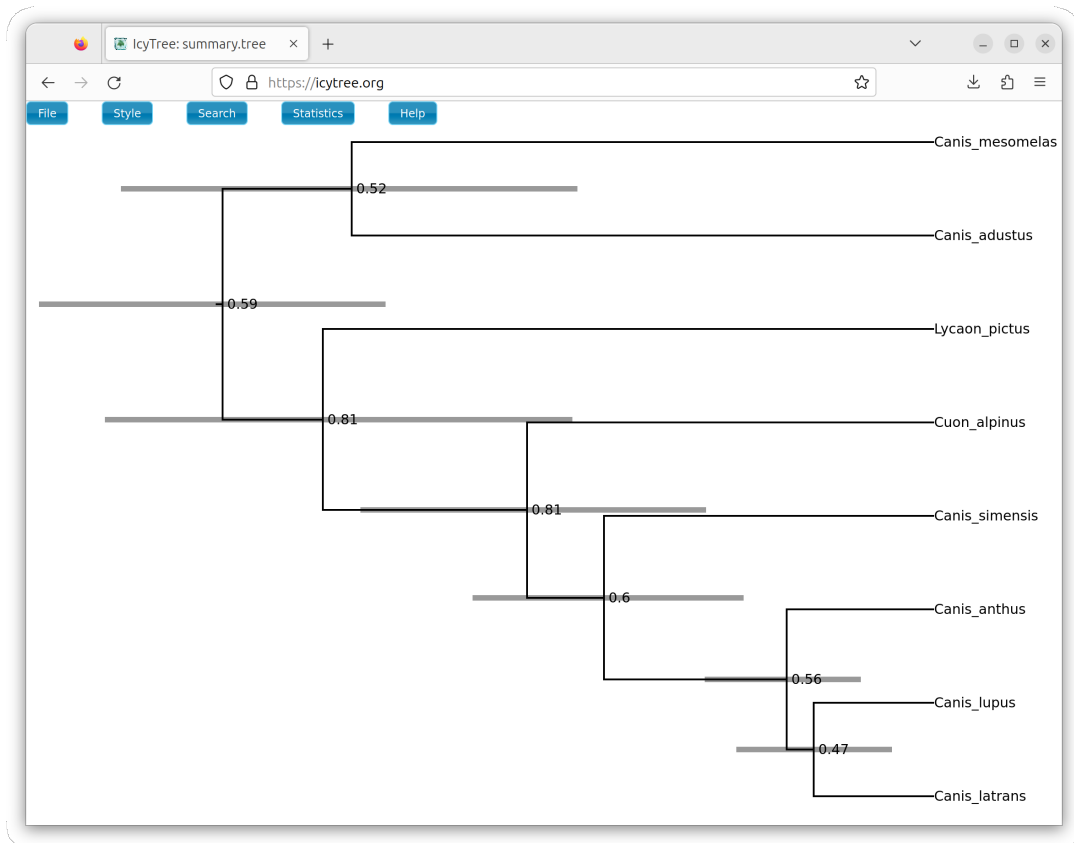 IcyTree: summary.tree
https://icytree.org
File Style Search Statistics Help
Canis_mesomelas
0.52
Canis_adustus
0.59
Lycaon_pictus
0.81
Cuon_alpinus
0.81
Canis_simensis
0.6
Canis_anthus
0.56
Canis_lupus
0.47
Canis_latrans